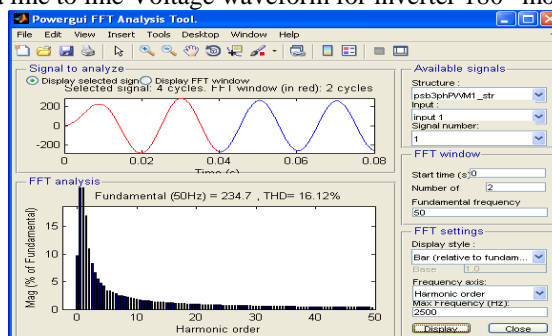 line to line Voltage waveform for inverter 180
Powergui FFT Analysis Tool.
File Edit View Insert Tools Desktop Window Help
Signal to analyze
Display selected sign Display FFT window
Selected signal: 4 cycles. FFT window (in red): 2 cycles
200
0
-200
0 0.02 0.04 0.06 0.08
Time (s)
FFT analysis
Fundamental (50Hz) = 234.7 , THD= 16.12%
Mag (% of Fundamental)
15
10
5
0
0 10 20 30 40 50
Harmonic order
Available signals
Structure :
psb3phPWM1_str
Input :
input 1
Signal number:
1
FFT window
Start time (s) 0
Number of 2
Fundamental frequency
50
FFT settings
Display style :
Bar (relative to fundam...
Base 1.0
Frequency axis:
Harmonic order
Max Frequency (Hz):
2500
Display Close